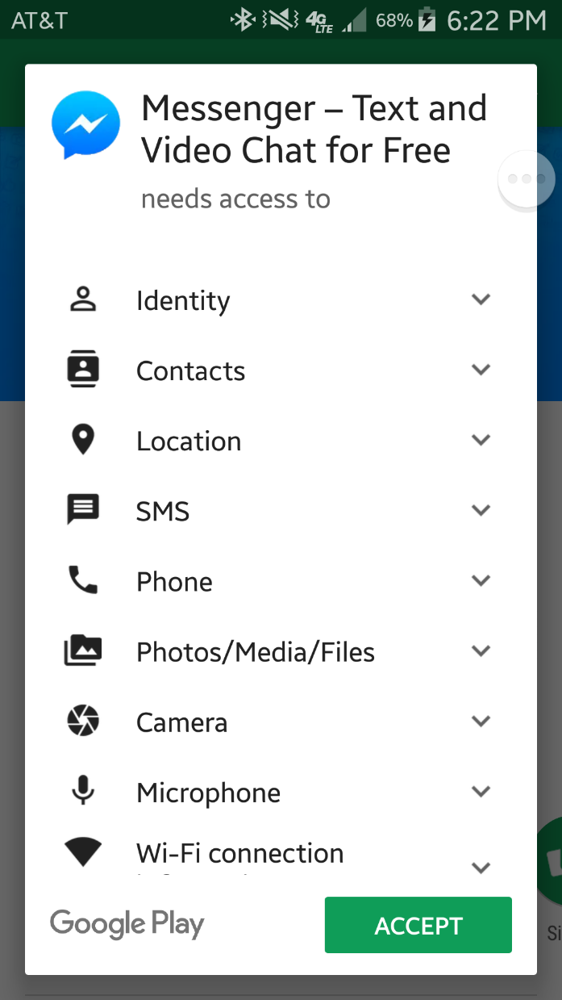 AT&T 4G LTE 68% 6:22 PM
Messenger – Text and
Video Chat for Free
needs access to
Identity
Contacts
Location
SMS
Phone
Photos/Media/Files
Camera
Microphone
Wi-Fi connection
Google Play ACCEPT
Si